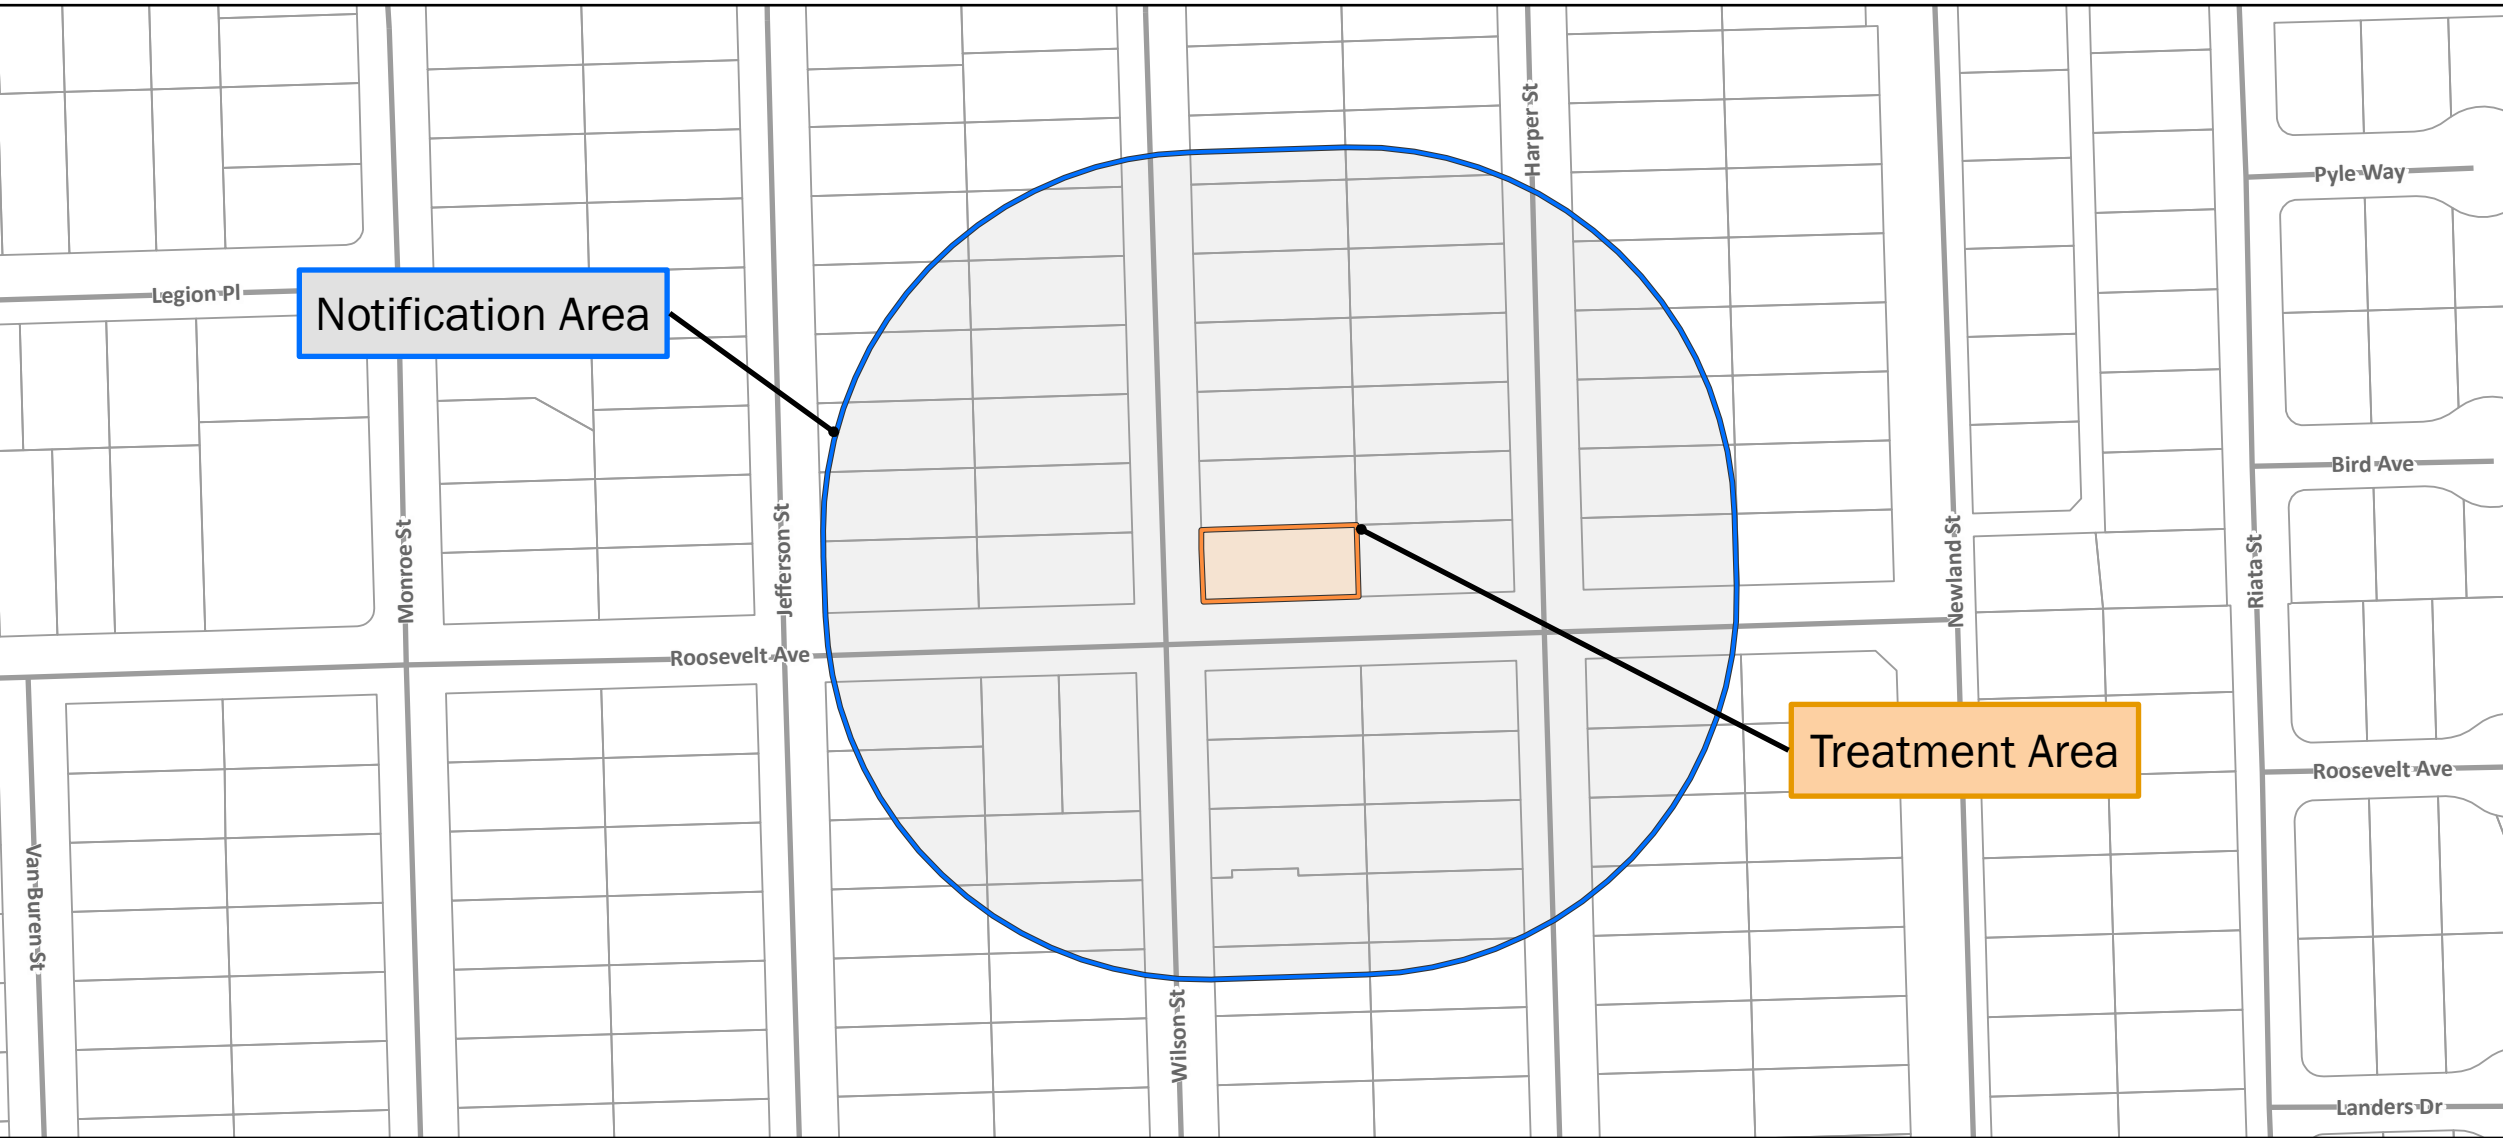 Harper St
Pyle Way
Legion Pl
Notification Area
Bird Ave
Monroe St
Jefferson St
Newland St
Riata St
Roosevelt Ave
Treatment Area
Roosevelt Ave
Van Buren St
Wilson St
Landers Dr